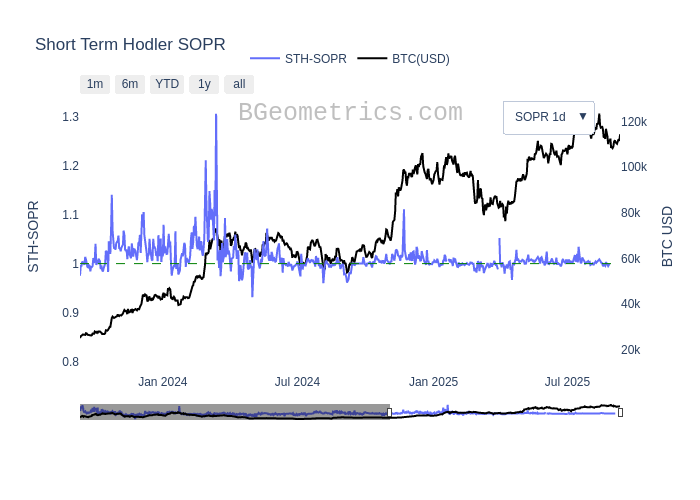 Short Term Hodler SOPR
STH-SOPR BTC(USD)
1m 6m YTD 1y all
BGeometrics.com
SOPR 1d ▼
STH-SOPR
1.3
1.2
1.1
1
0.9
0.8
BTC USD
120k
100k
80k
60k
40k
20k
Jan 2024 Jul 2024 Jan 2025 Jul 2025